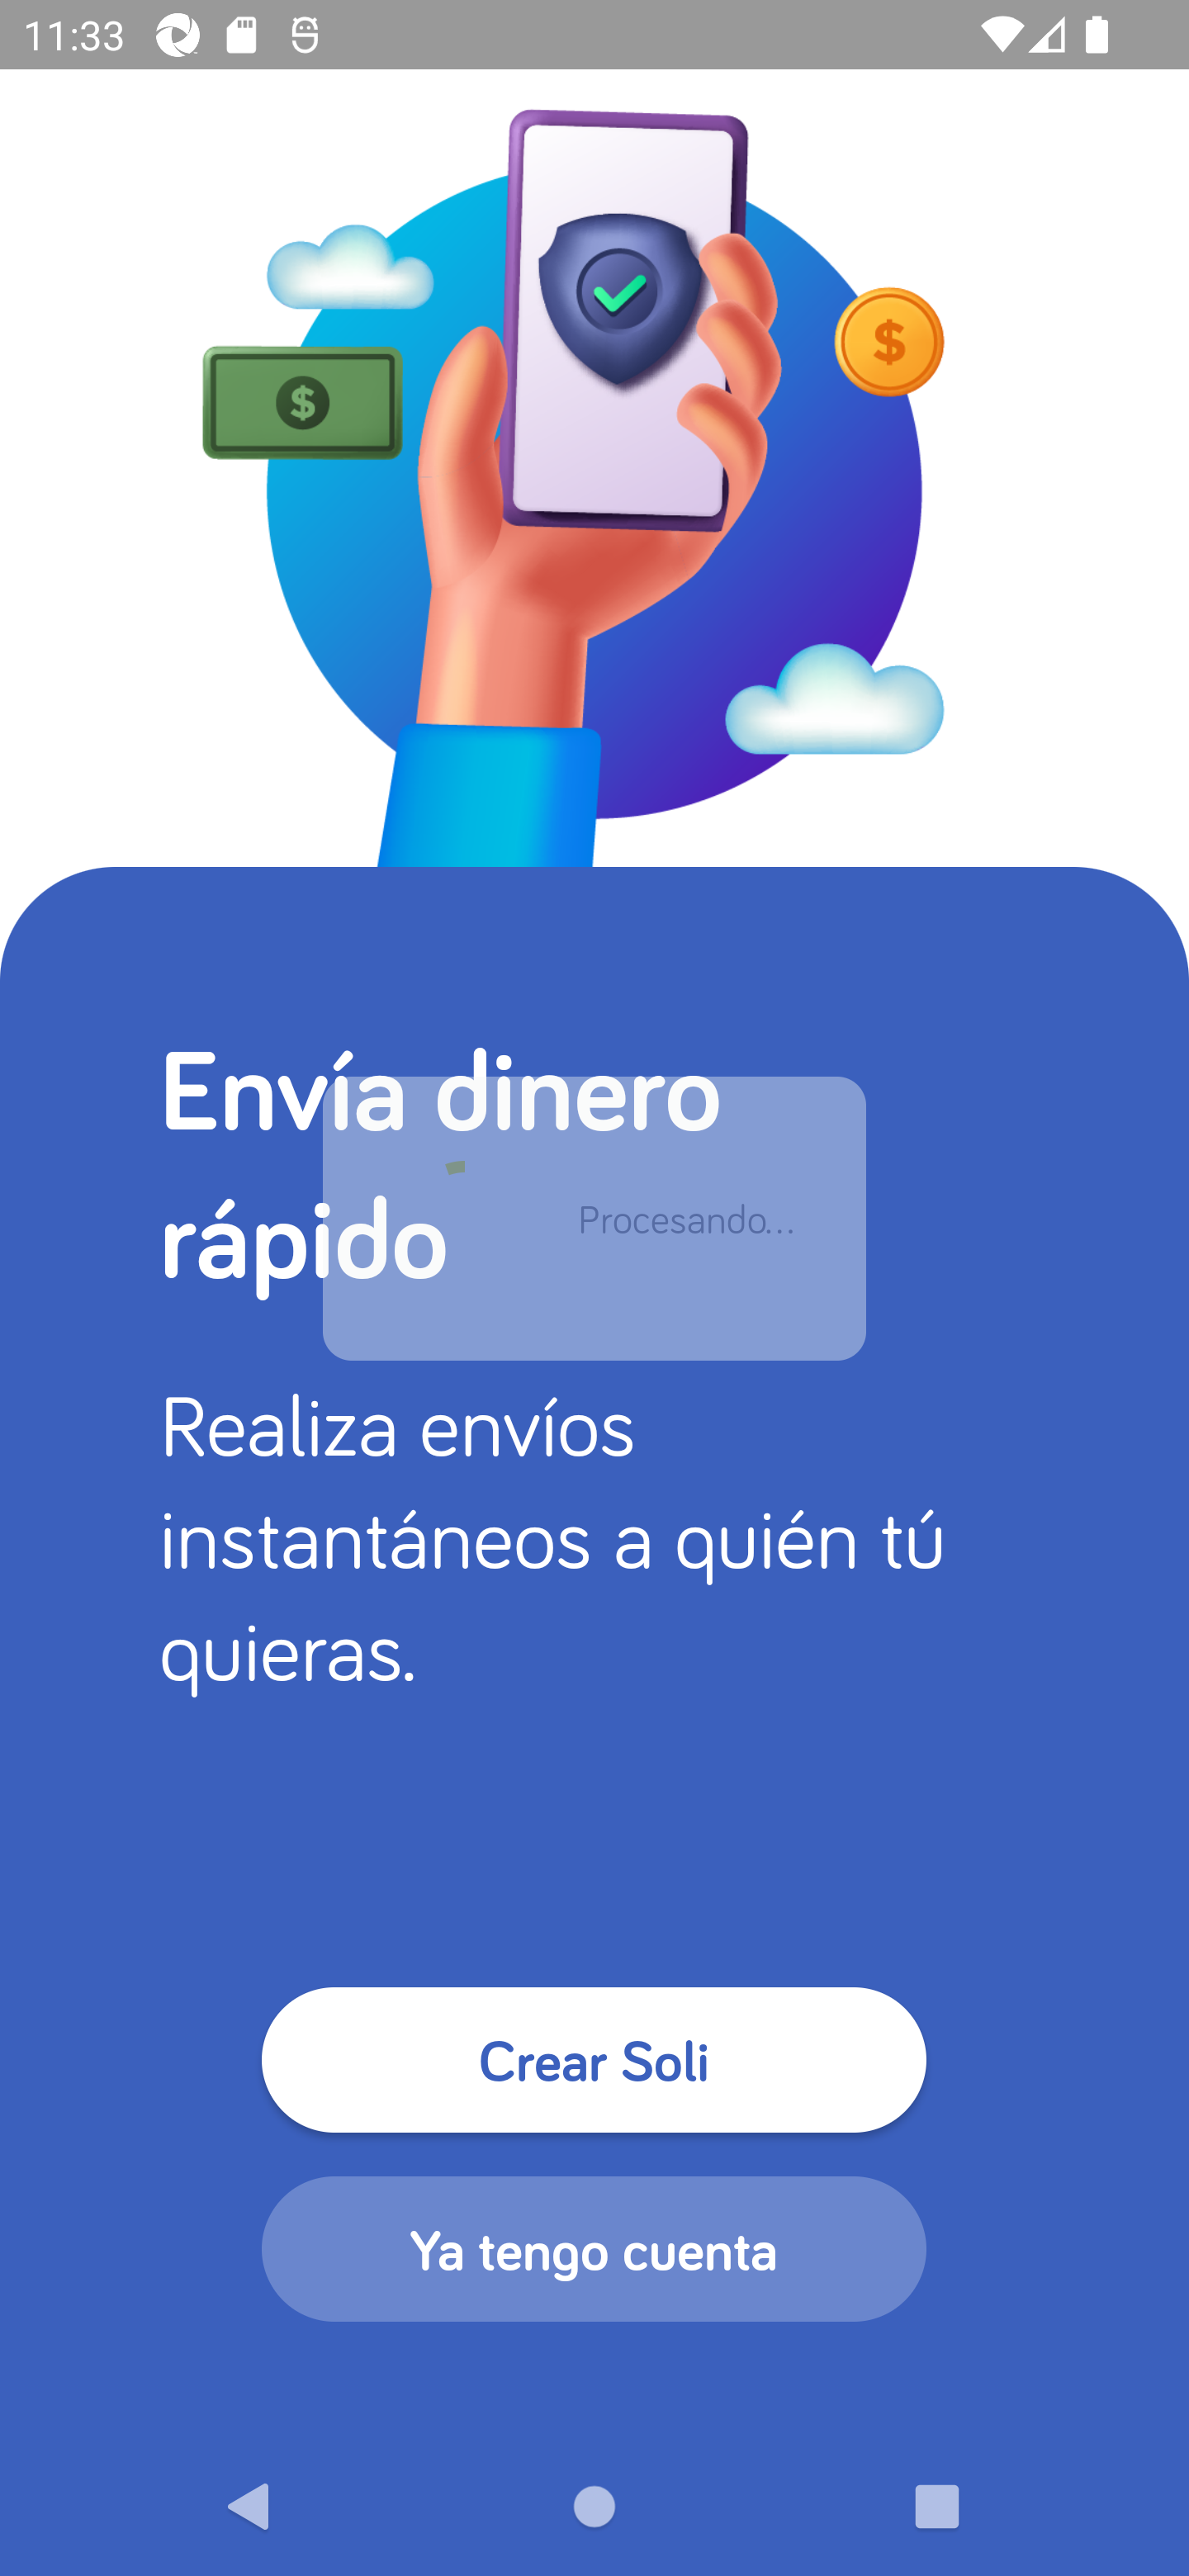 11:33
$
$
Envía dinero
rápido
Procesando...
Realiza envíos
instantáneos a quién tú
quieras.
Crear Soli
Ya tengo cuenta